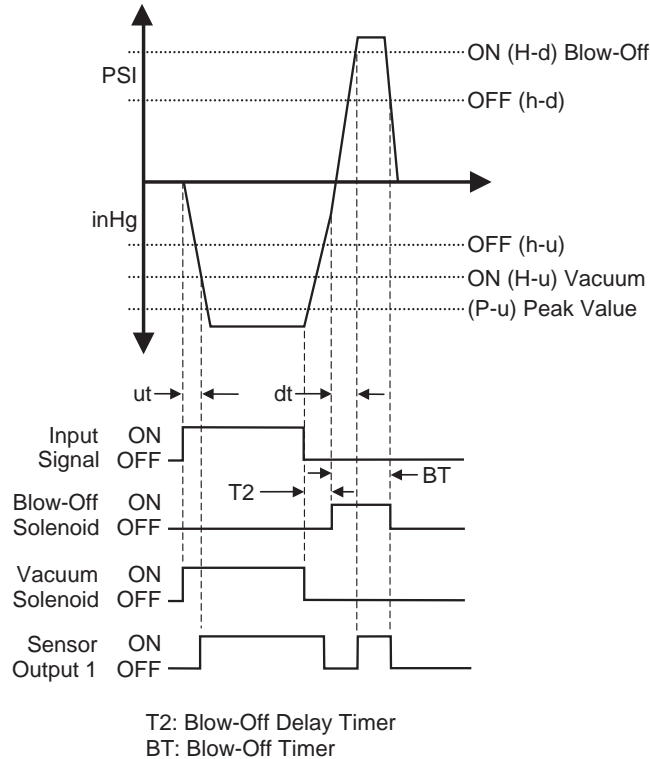 ON (H-d) Blow-Off
PSI
OFF (h-d)
inHg
OFF (h-u)
ON (H-u) Vacuum
(P-u) Peak Value
ut
dt
Input
Signal
ON
OFF
BT
T2
Blow-Off
Solenoid
ON
OFF
Vacuum
Solenoid
ON
OFF
Sensor
Output 1
ON
OFF
T2: Blow-Off Delay Timer
BT: Blow-Off Timer